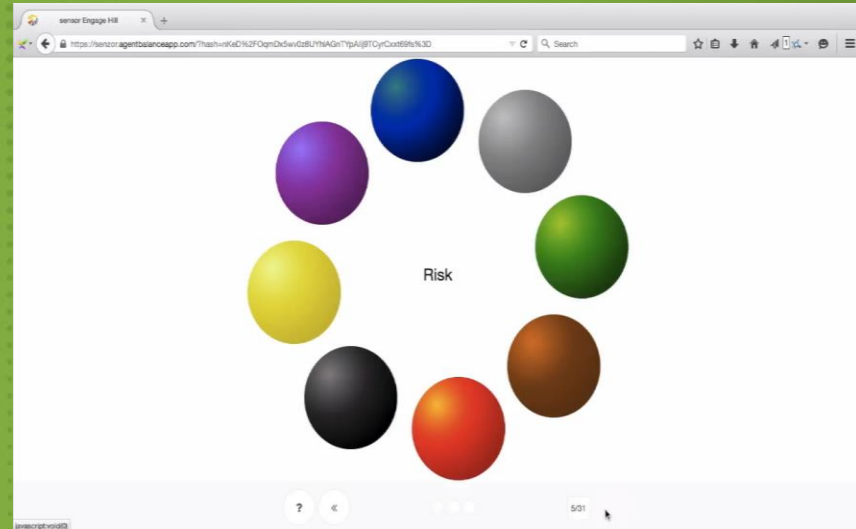 sensor Engage Hill
Search
Risk
?
«
5/31
javascript:void(0)